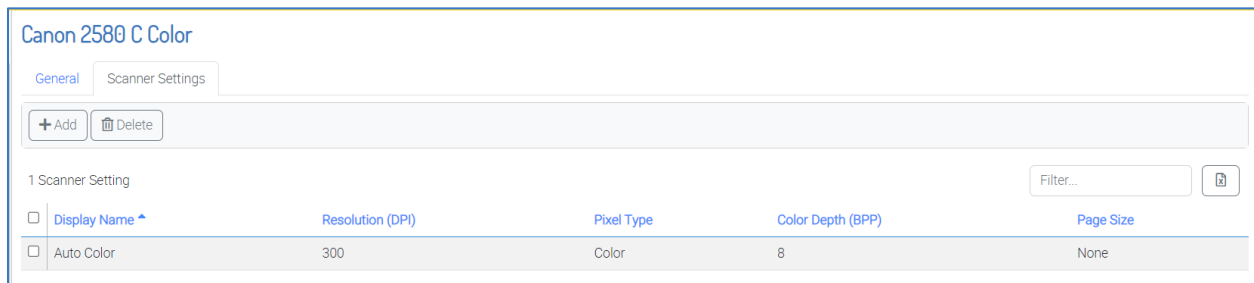 Canon 2580 C Color
General Scanner Settings
Add Delete
1 Scanner Setting Filter...
Display Name Resolution (DPI) Pixel Type Color Depth (BPP) Page Size
Auto Color 300 Color 8 None